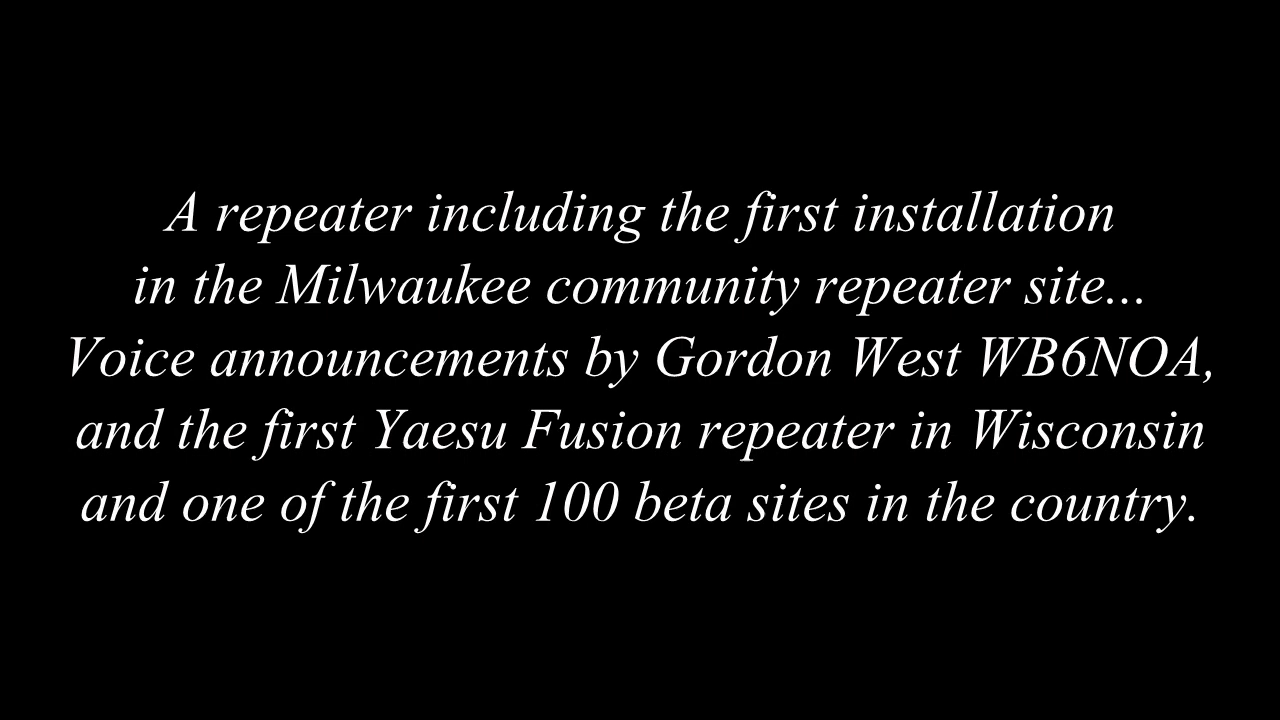 A repeater including the first installation
in the Milwaukee community repeater site...
Voice announcements by Gordon West WB6NOA,
and the first Yaesu Fusion repeater in Wisconsin
and one of the first 100 beta sites in the country.